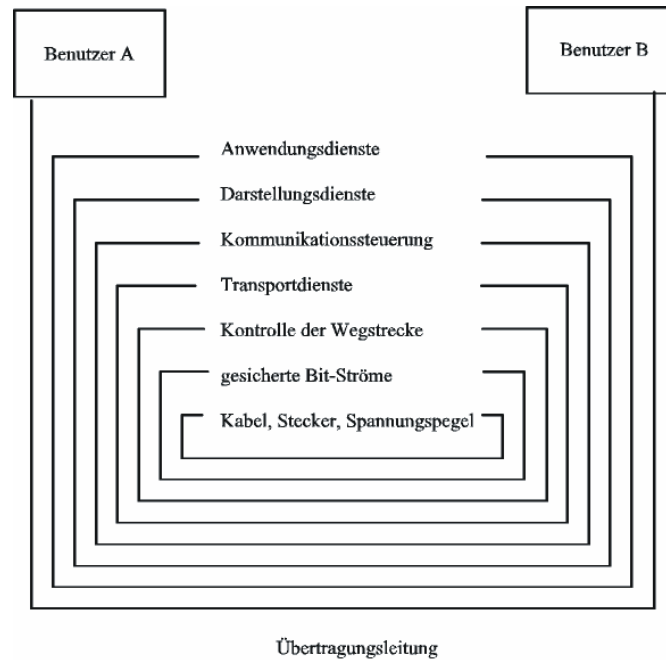 Benutzer A
Benutzer B
Anwendungsdienste
Darstellungsdienste
Kommunikationssteuerung
Transportdienste
Kontrolle der Wegstrecke
gesicherte Bit-Ströme
Kabel, Stecker, Spannungspegel
Übertragungsleitung